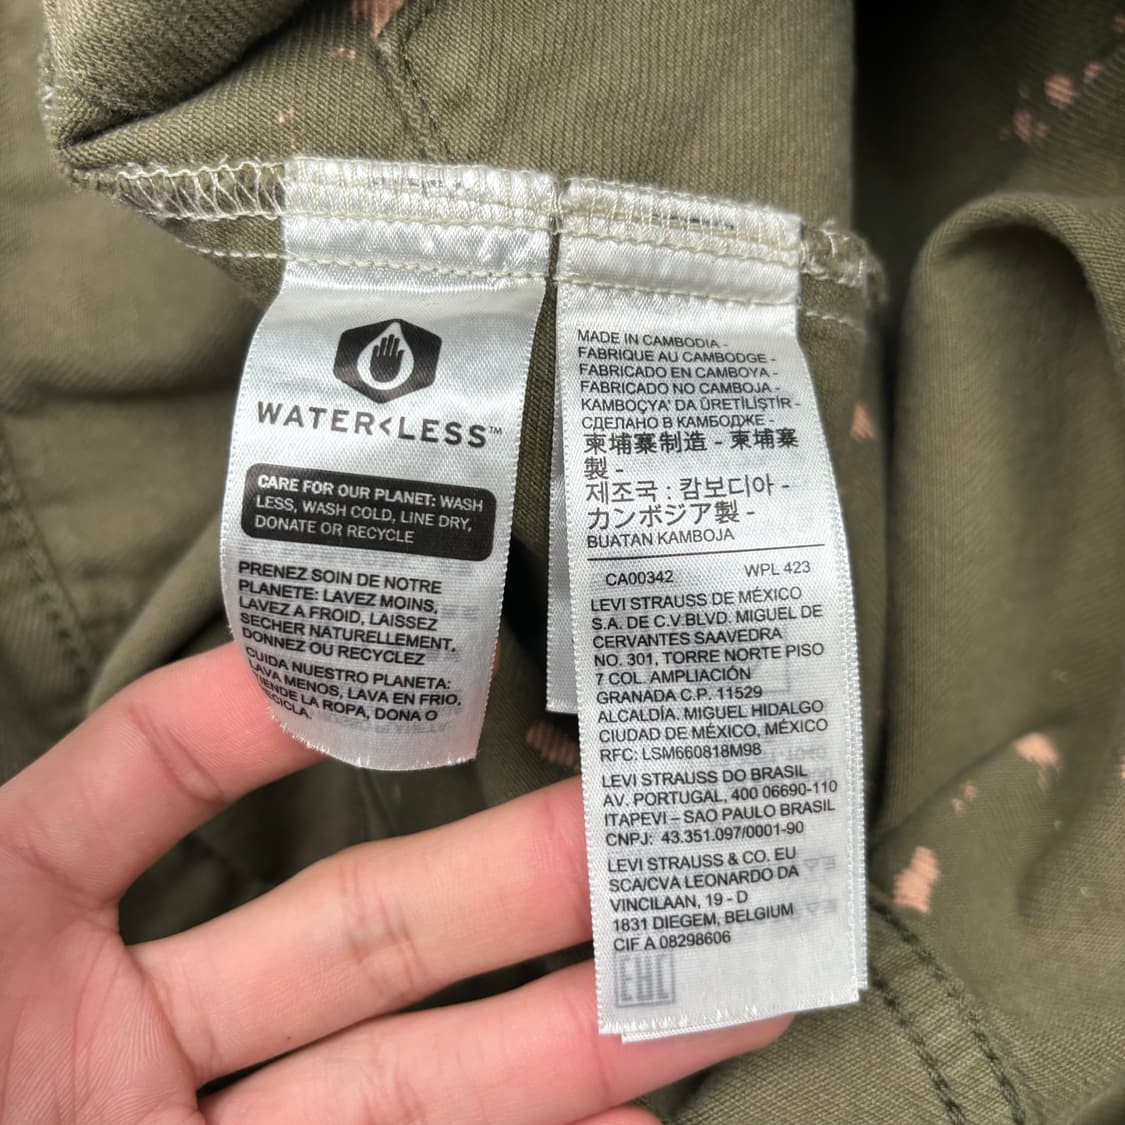 WATER<LESS™
CARE FOR OUR PLANET: WASH
LESS, WASH COLD, LINE DRY,
DONATE OR RECYCLE
PRENEZ SOIN DE NOTRE
PLANETE: LAVEZ MOINS,
LAVEZ A FROID, LAISSEZ
SECHER NATURELLEMENT,
DONNEZ OU RECYCLEZ
CUIDA NUESTRO PLANETA:
LAVA MENOS, LAVA EN FRIO,
TIENDE LA ROPA, DONA O
MADE IN CAMBODIA -
FABRIQUE AU CAMBODGE -
FABRICADO EN CAMBOYA -
FABRICADO NO CAMBOJA -
KAMBOÇYA' DA ÜRETİLİŞTİR -
СДЕЛАНО В КАМБОДЖЕ -
柬埔寨制造 - 柬埔寨
製 -
제조국 : 캄보디아 -
カンボジア製 -
BUATAN KAMBOJA
CA00342 WPL 423
LEVI STRAUSS DE MÉXICO
S.A. DE C.V.BLVD. MIGUEL DE
CERVANTES SAAVEDRA
NO. 301, TORRE NORTE PISO
7 COL. AMPLIACIÓN
GRANADA C.P. 11529
ALCALDÍA. MIGUEL HIDALGO
CIUDAD DE MÉXICO, MÉXICO
RFC: LSM660818M98
LEVI STRAUSS DO BRASIL
AV. PORTUGAL, 400 06690-110
ITAPEVI – SAO PAULO BRASIL
CNPJ: 43.351.097/0001-90
LEVI STRAUSS & CO. EU
SCA/CVA LEONARDO DA
VINCILAAN, 19 - D
1831 DIEGEM, BELGIUM
CIF A 08298606
EAC